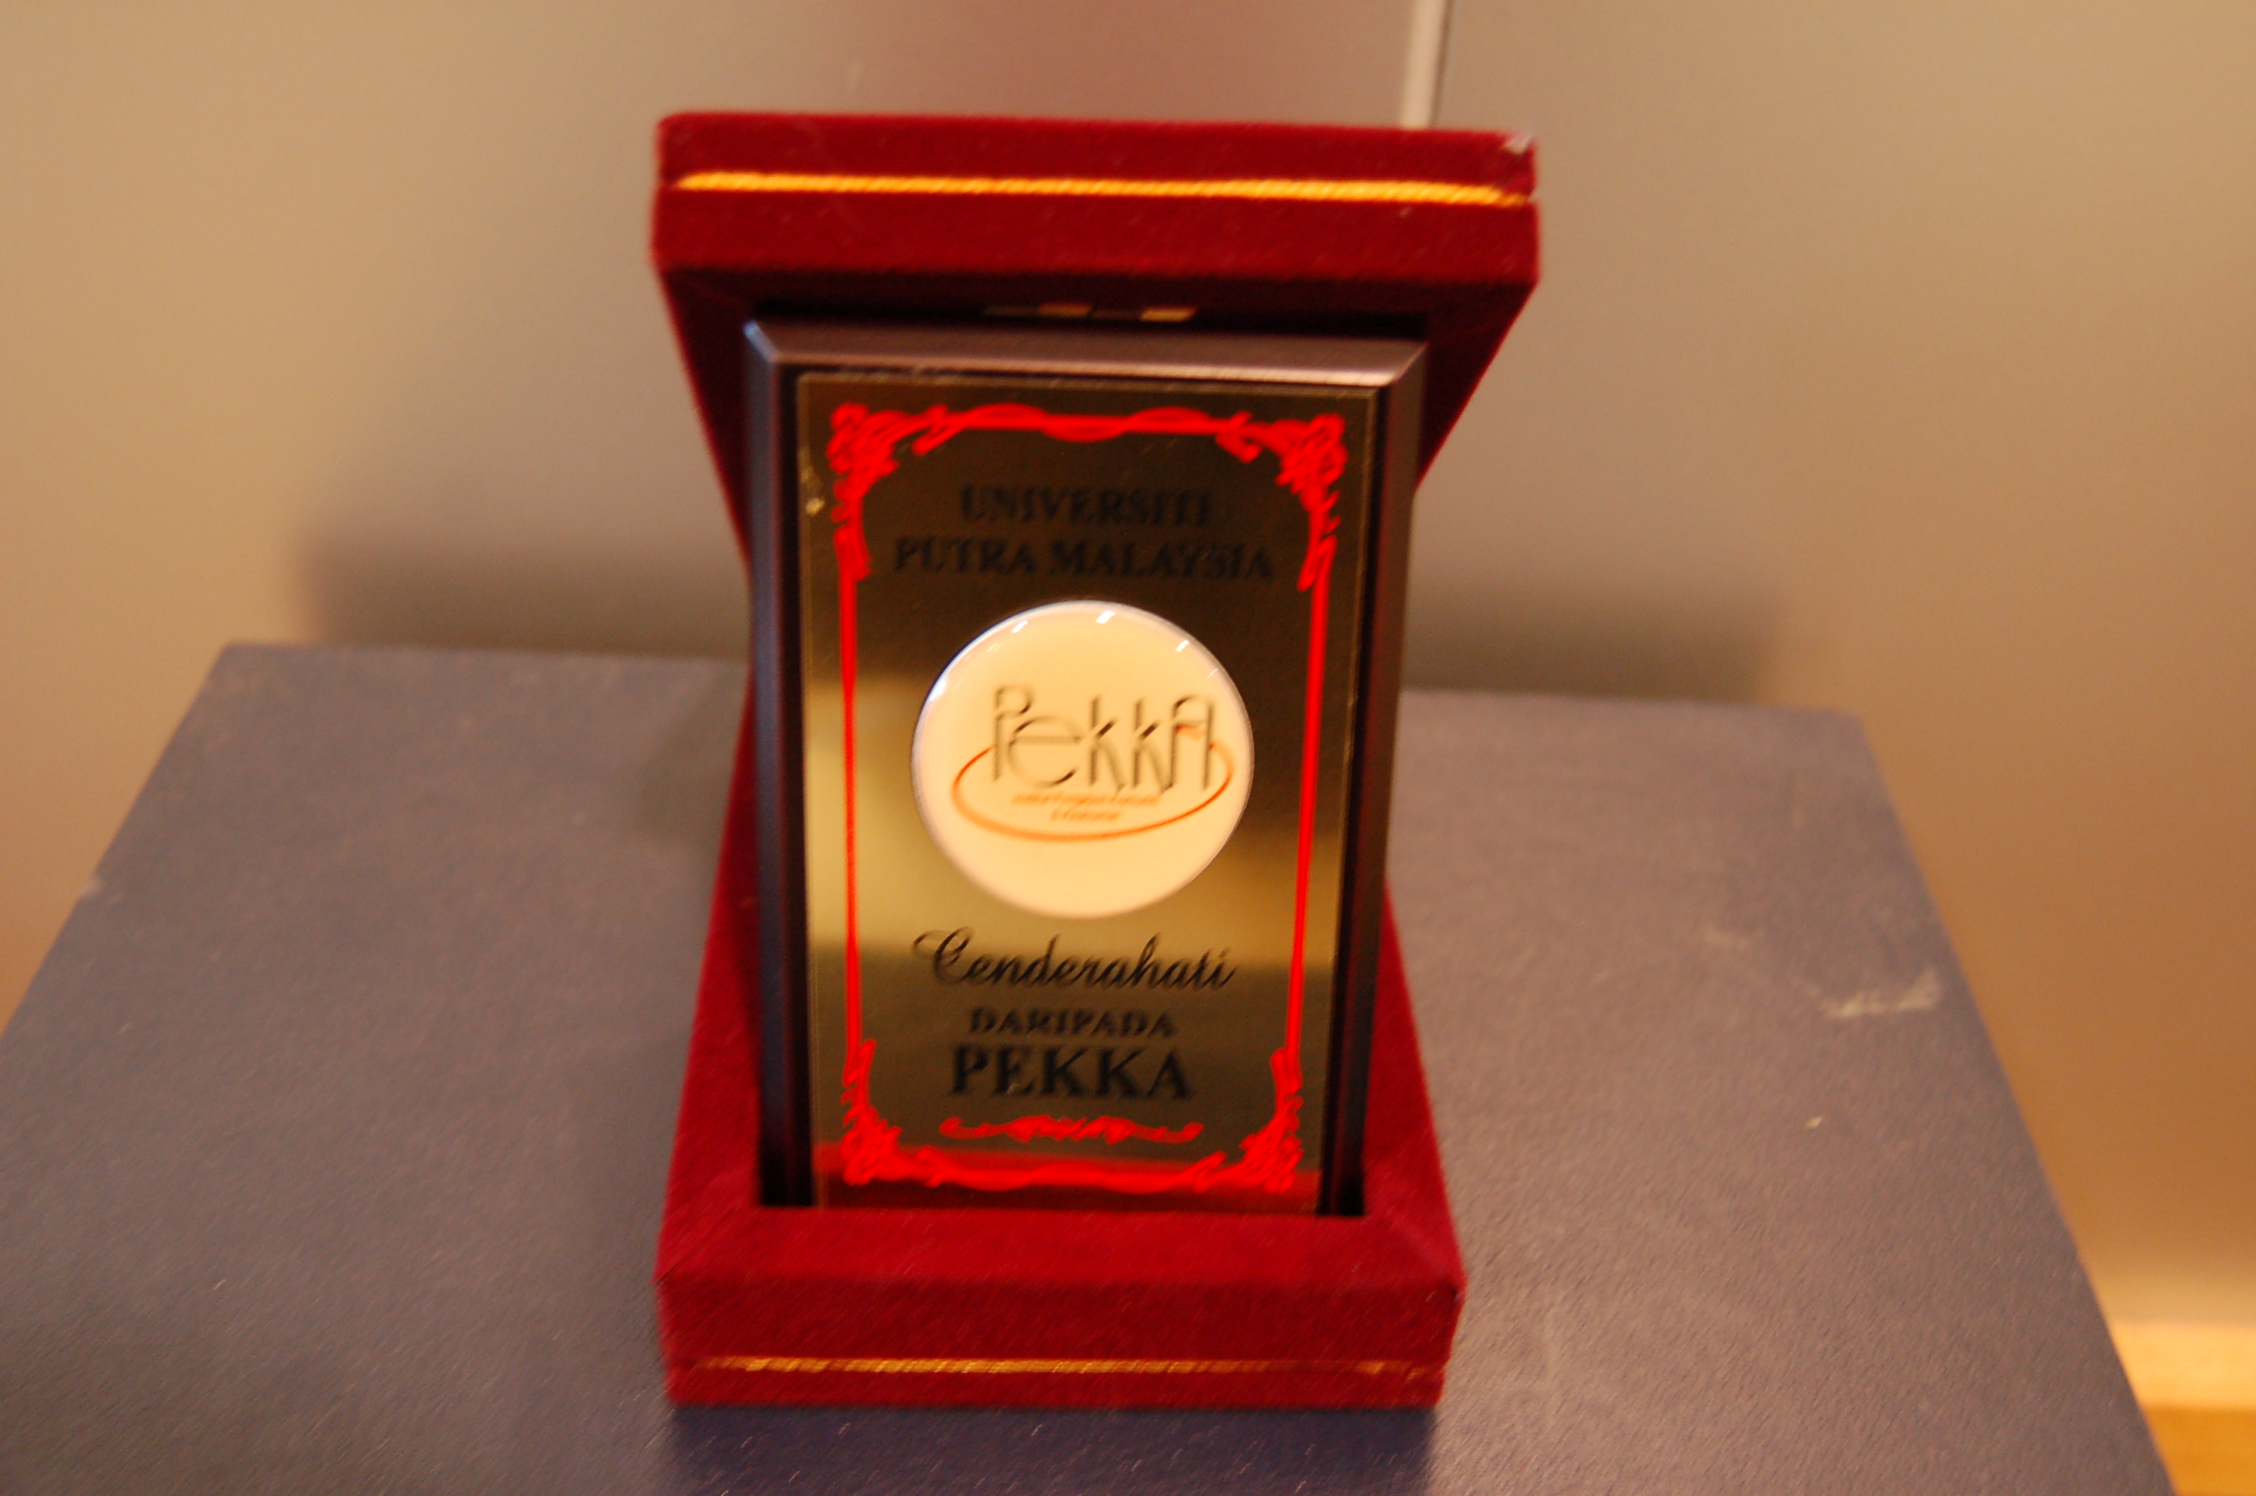 UNIVERSITI
PUTRA MALAYSIA
PekkA
Cenderahati
DARIPADA
PEKKA